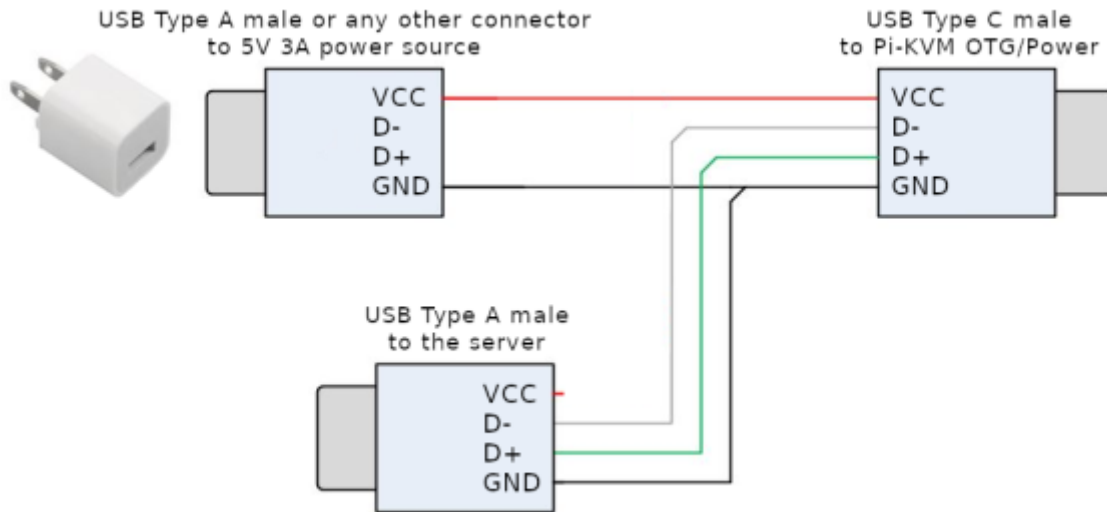 USB Type A male or any other connector
to 5V 3A power source
USB Type C male
to Pi-KVM OTG/Power
VCC
D-
D+
GND
VCC
D-
D+
GND
USB Type A male
to the server
VCC
D-
D+
GND